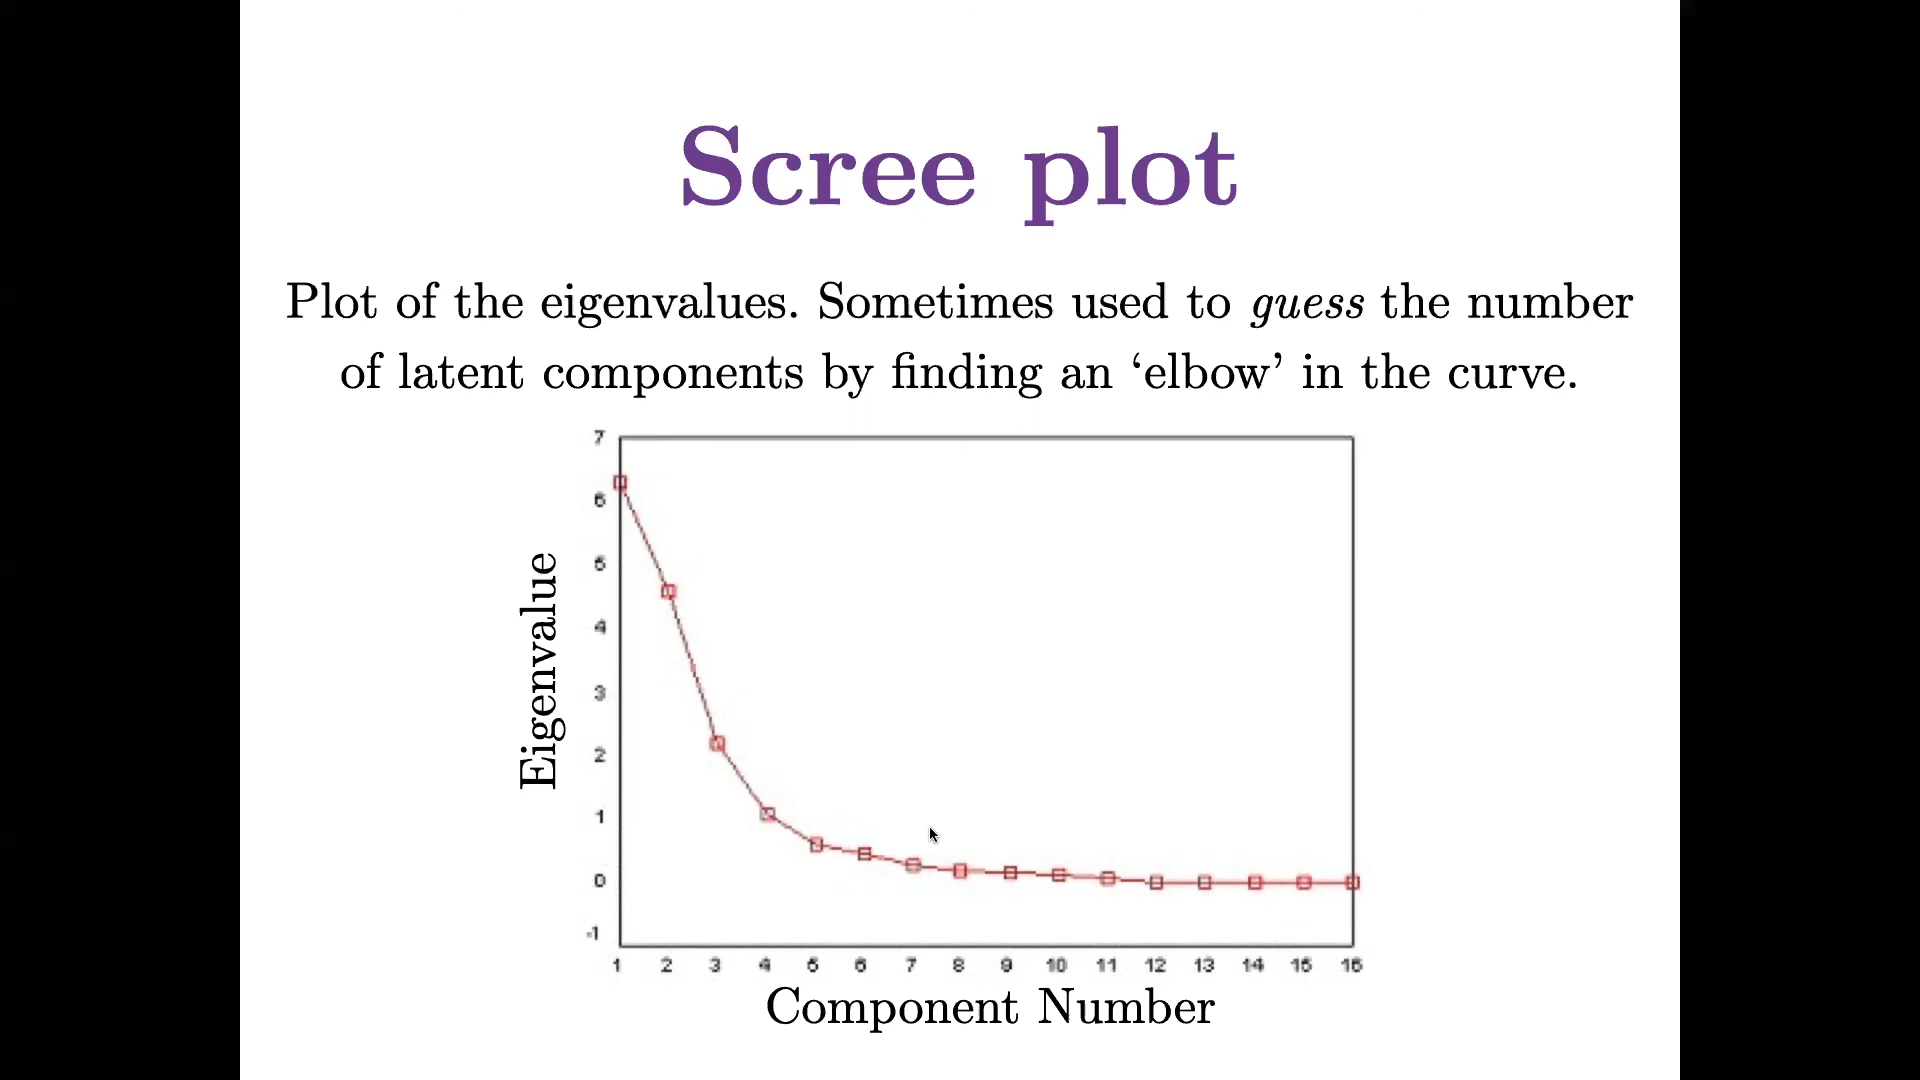 Scree plot
Plot of the eigenvalues. Sometimes used to guess the number
of latent components by finding an ‘elbow’ in the curve.
7
6
5
4
3
2
1
0
-1
Eigenvalue
1 2 3 4 5 6 7 8 9 10 11 12 13 14 15 16
Component Number